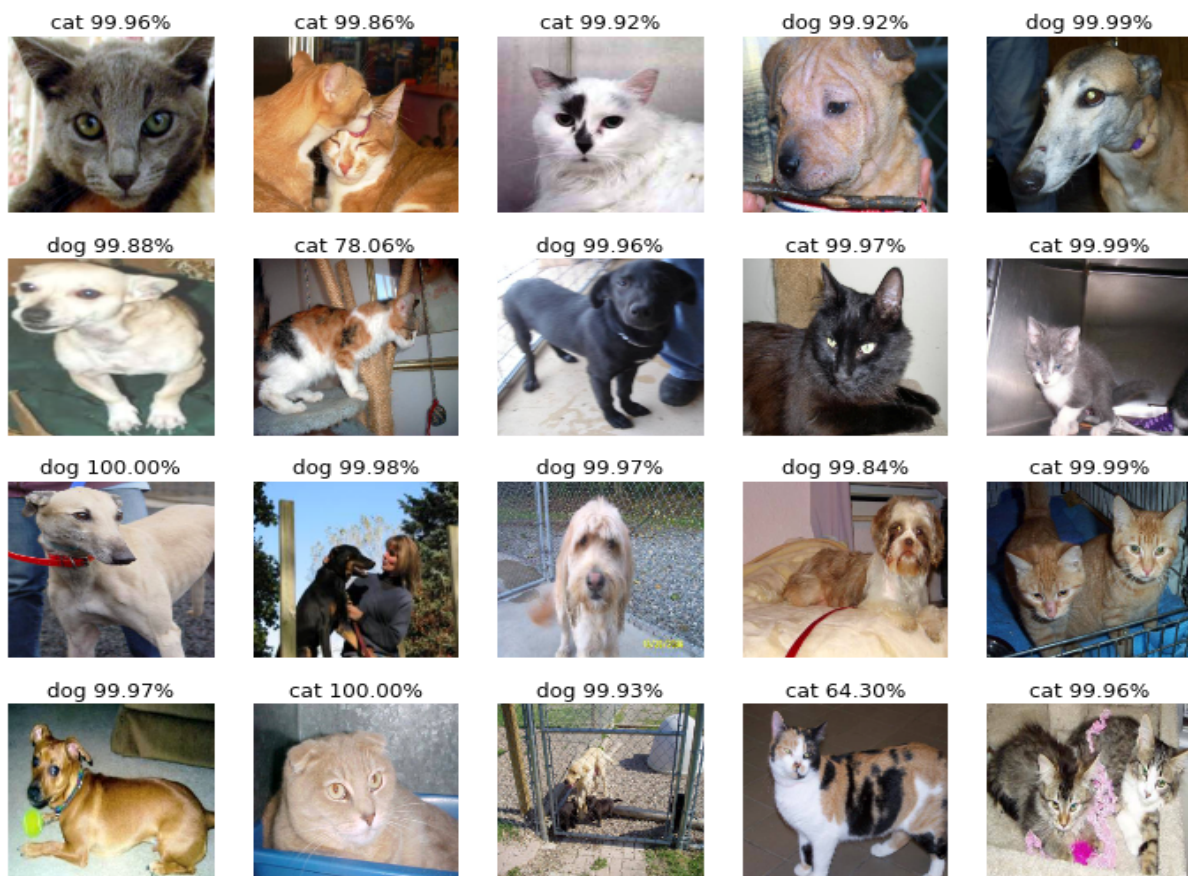 cat 99.96% cat 99.86% cat 99.92% dog 99.92% dog 99.99%
dog 99.88% cat 78.06% dog 99.96% cat 99.97% cat 99.99%
dog 100.00% dog 99.98% dog 99.97% dog 99.84% cat 99.99%
dog 99.97% cat 100.00% dog 99.93% cat 64.30% cat 99.96%